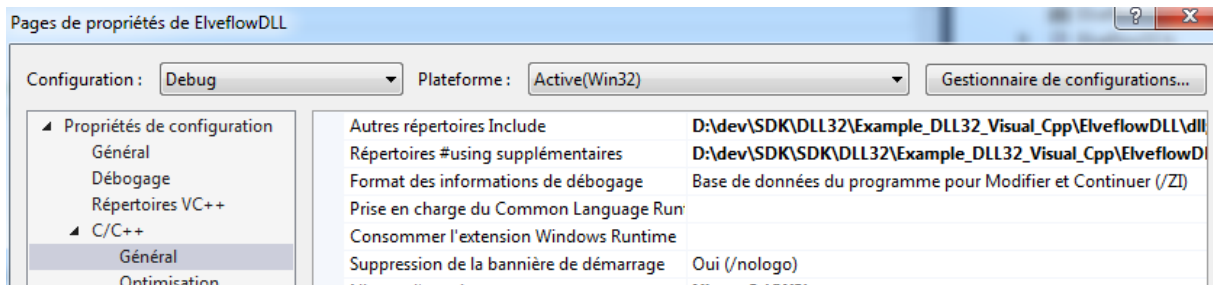 Pages de propriétés de ElveflowDLL
Configuration : Debug Plateforme : Active(Win32) Gestionnaire de configurations...
Propriétés de configuration
Général
Débogage
Répertoires VC++
C/C++
Général
Optimisation
Autres répertoires Include D:\dev\SDK\DLL32\Example_DLL32_Visual_Cpp\ElveflowDLL\dll;
Répertoires #using supplémentaires D:\dev\SDK\SDK\DLL32\Example_DLL32_Visual_Cpp\ElveflowDl
Format des informations de débogage Base de données du programme pour Modifier et Continuer (/ZI)
Prise en charge du Common Language Run
Consommer l'extension Windows Runtime
Suppression de la bannière de démarrage Oui (/nologo)